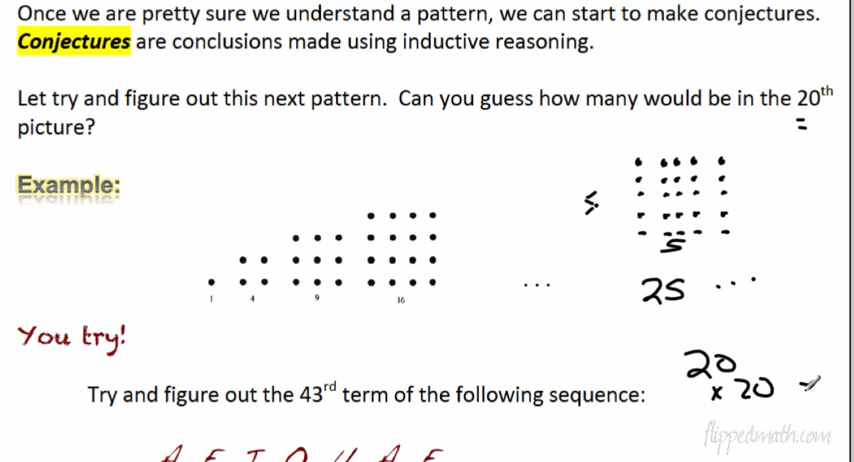 Once we are pretty sure we understand a pattern, we can start to make conjectures.
Conjectures are conclusions made using inductive reasoning.
Let try and figure out this next pattern. Can you guess how many would be in the 20th
picture?
Example:
5
5
1 4 9 16
...
25 ...
You try!
20
x 20
Try and figure out the 43rd term of the following sequence:
flippedmath.com
A E I O U A E